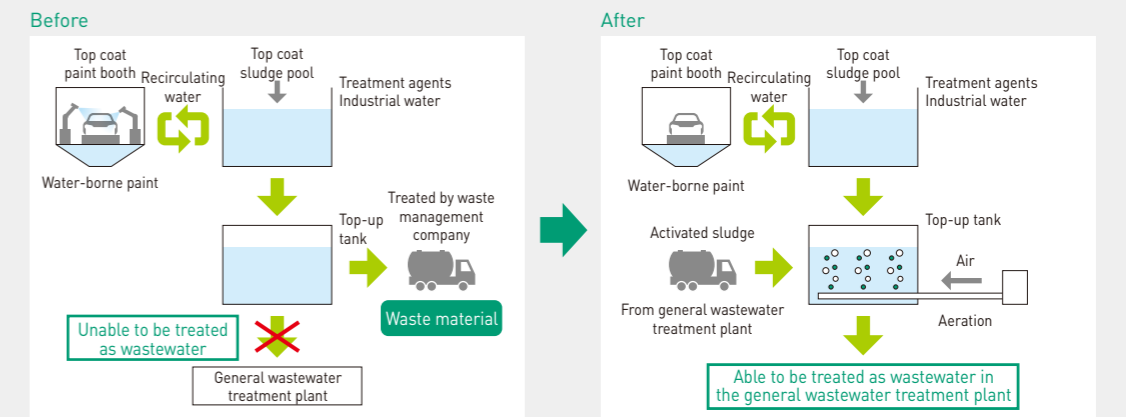 Before
Top coat
paint booth
Recirculating
water
Top coat
sludge pool
Treatment agents
Industrial water
Water-borne paint
Top-up
tank
Treated by waste
management
company
Waste material
Unable to be treated
as wastewater
General wastewater
treatment plant
After
Top coat
paint booth
Recirculating
water
Top coat
sludge pool
Treatment agents
Industrial water
Water-borne paint
Activated sludge
From general wastewater
treatment plant
Top-up tank
Air
Aeration
Able to be treated as wastewater in
the general wastewater treatment plant